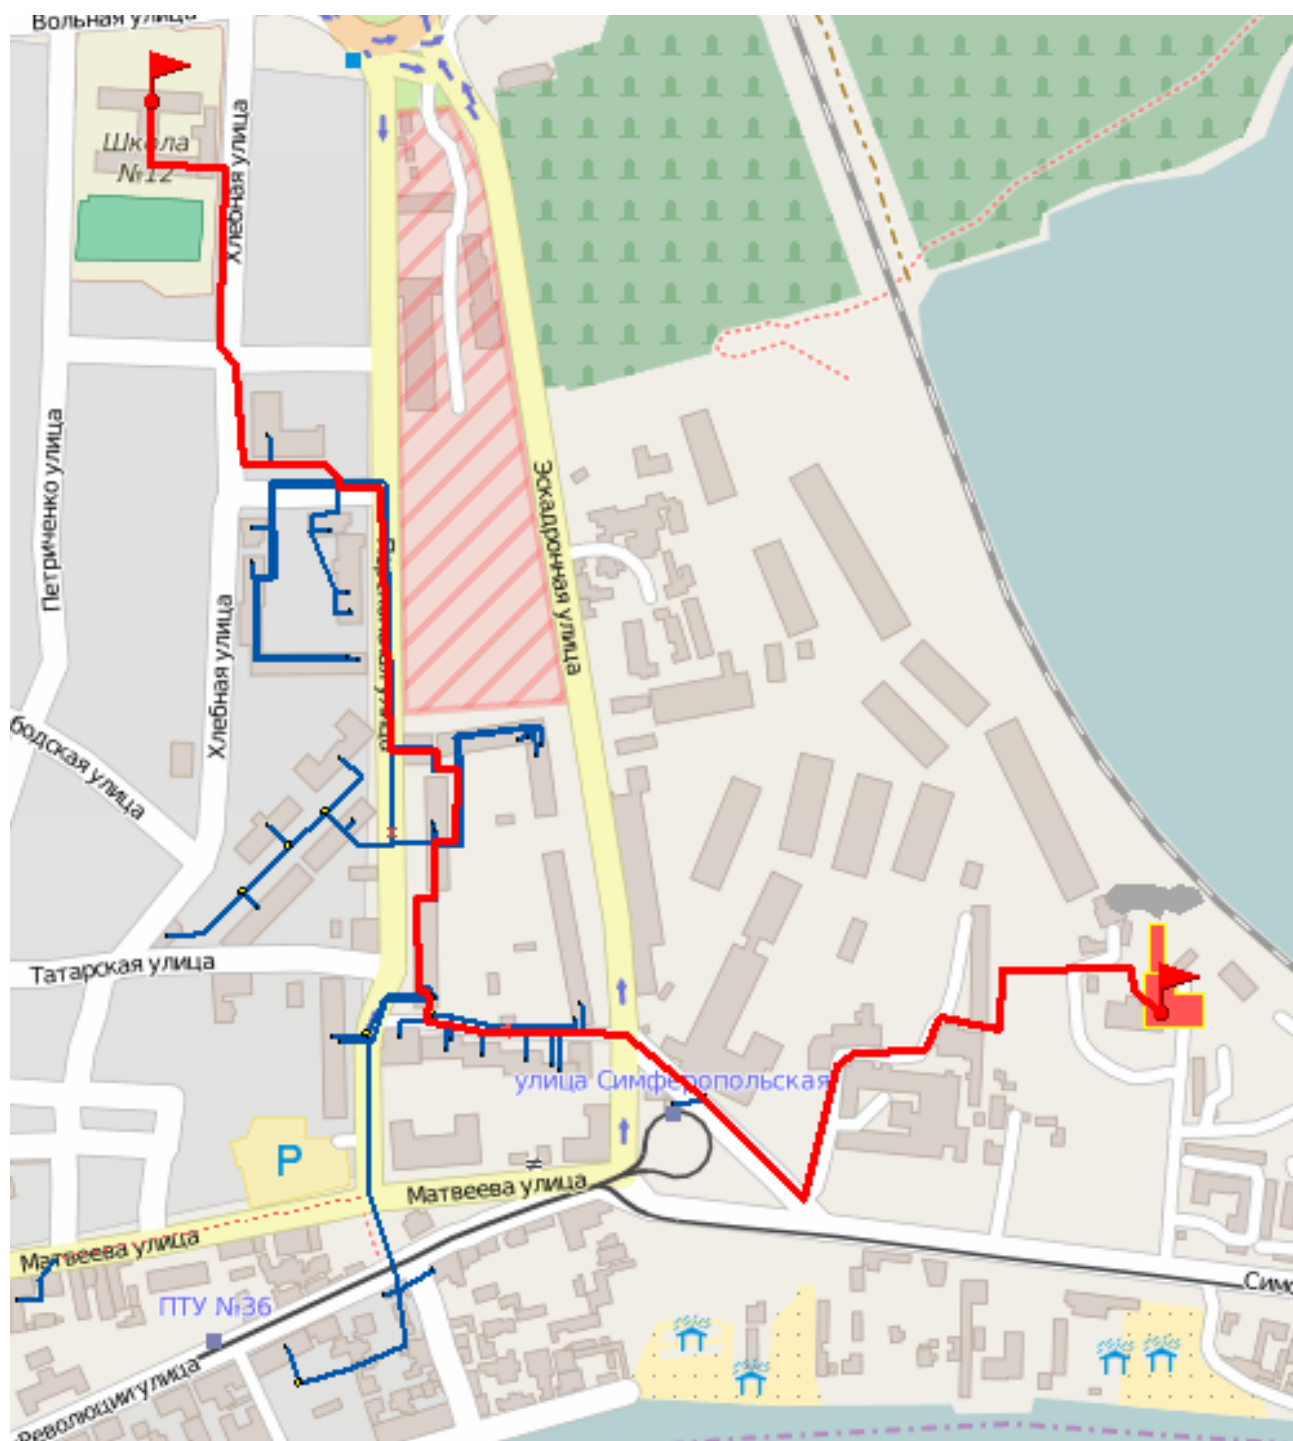 Вольная улица
Школа
№12
Хлебная улица
Петриченко улица
Эскадронная улица
Хлебная улица
бодская улица
Татарская улица
улица Симферопольская
P
Матвеева улица
Матвеева улица
ПТУ №36
Революции улица
Симф